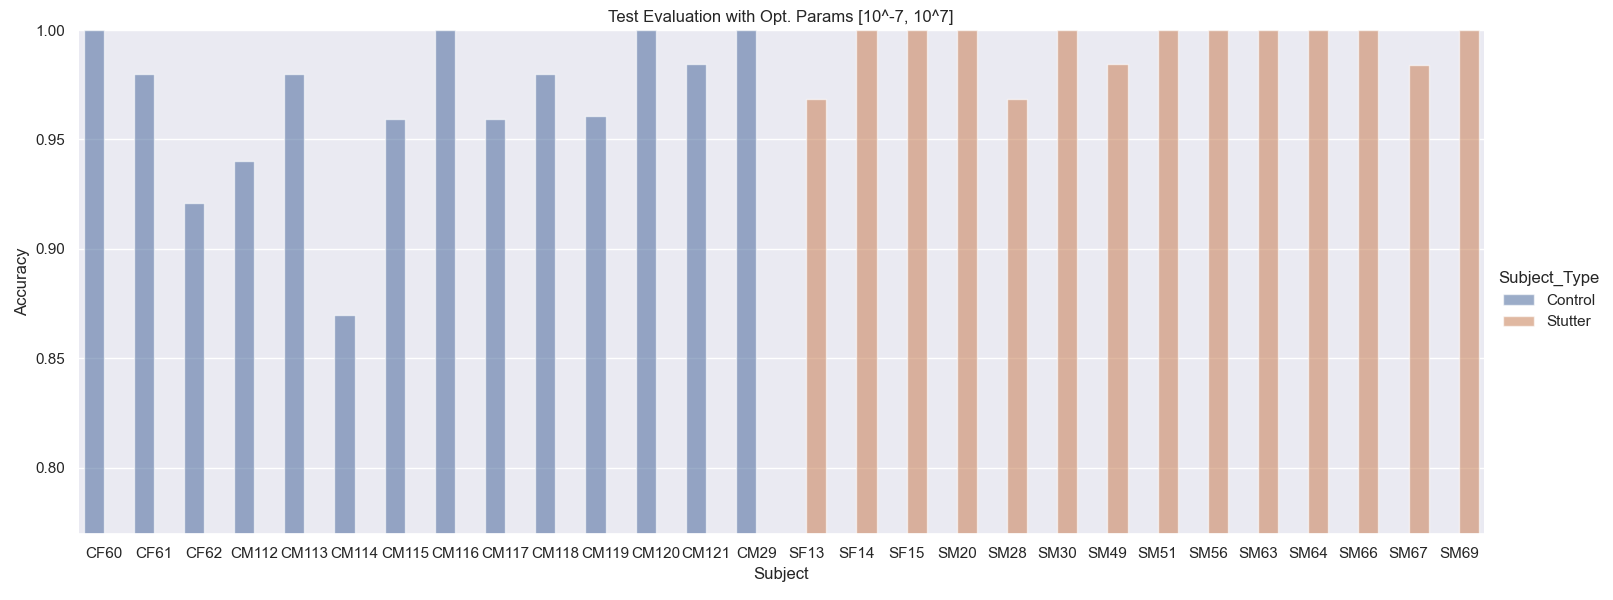 Test Evaluation with Opt. Params [10^-7, 10^7]
1.00
0.95
0.90
0.85
0.80
Accuracy
CF60 CF61 CF62 CM112 CM113 CM114 CM115 CM116 CM117 CM118 CM119 CM120 CM121 CM29 SF13 SF14 SF15 SM20 SM28 SM30 SM49 SM51 SM56 SM63 SM64 SM66 SM67 SM69
Subject
Subject_Type
Control
Stutter